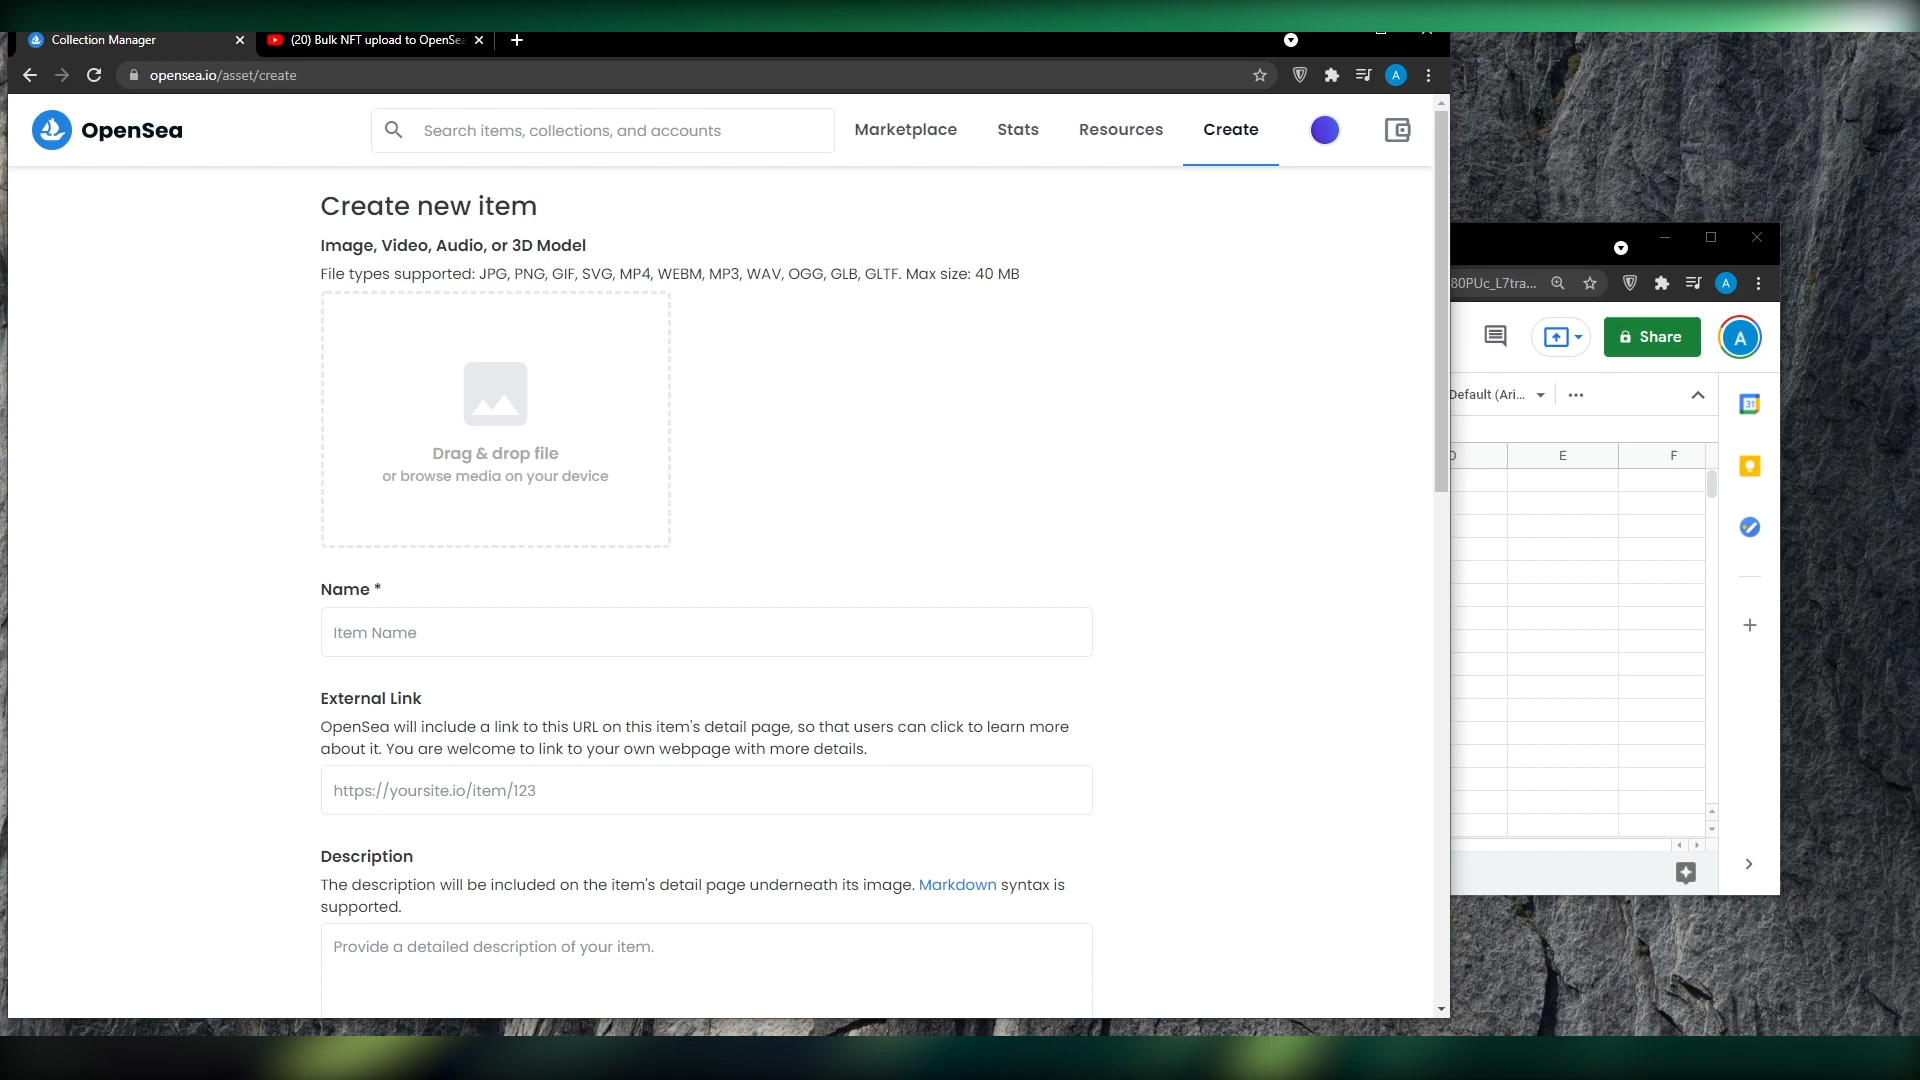 Collection Manager
(20) Bulk NFT upload to OpenSea
opensea.io/asset/create
A
OpenSea
Search items, collections, and accounts
Marketplace
Stats
Resources
Create
Create new item
Image, Video, Audio, or 3D Model
File types supported: JPG, PNG, GIF, SVG, MP4, WEBM, MP3, WAV, OGG, GLB, GLTF. Max size: 40 MB
Drag & drop file
or browse media on your device
Name *
Item Name
External Link
OpenSea will include a link to this URL on this item's detail page, so that users can click to learn more
about it. You are welcome to link to your own webpage with more details.
https://yoursite.io/item/123
Description
The description will be included on the item's detail page underneath its image. Markdown syntax is
supported.
Provide a detailed description of your item.
80PUc_L7tra...
A
Share
A
Default (Ari...
31
E
F